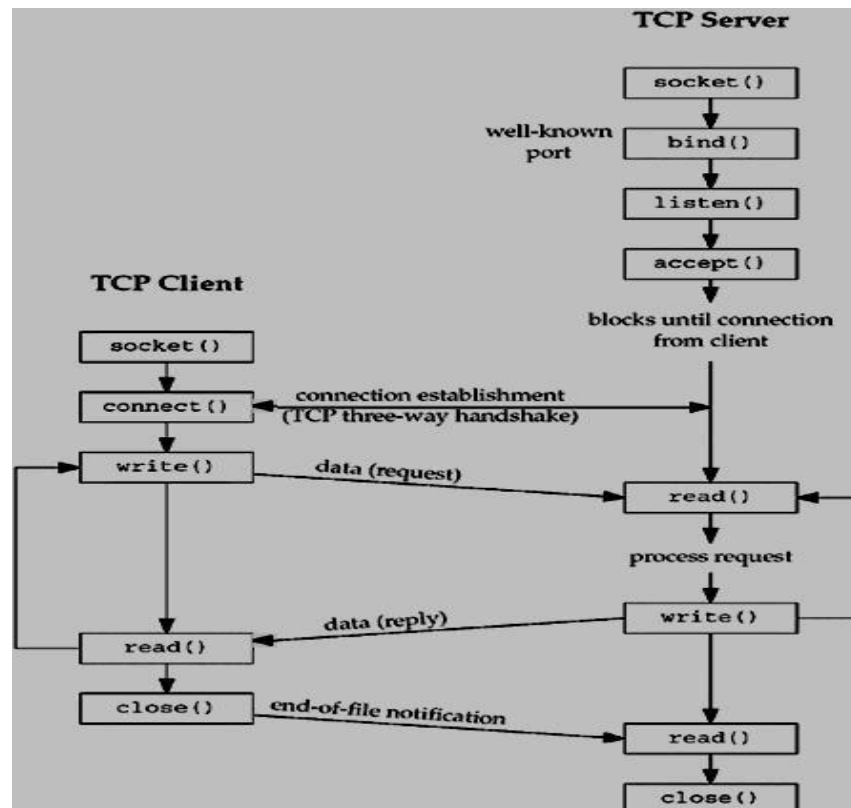 TCP Server
socket()
well-known
port
bind()
listen()
accept()
blocks until connection
from client
TCP Client
socket()
connect()
connection establishment
(TCP three-way handshake)
write()
data (request)
read()
process request
write()
data (reply)
read()
close()
end-of-file notification
read()
close()